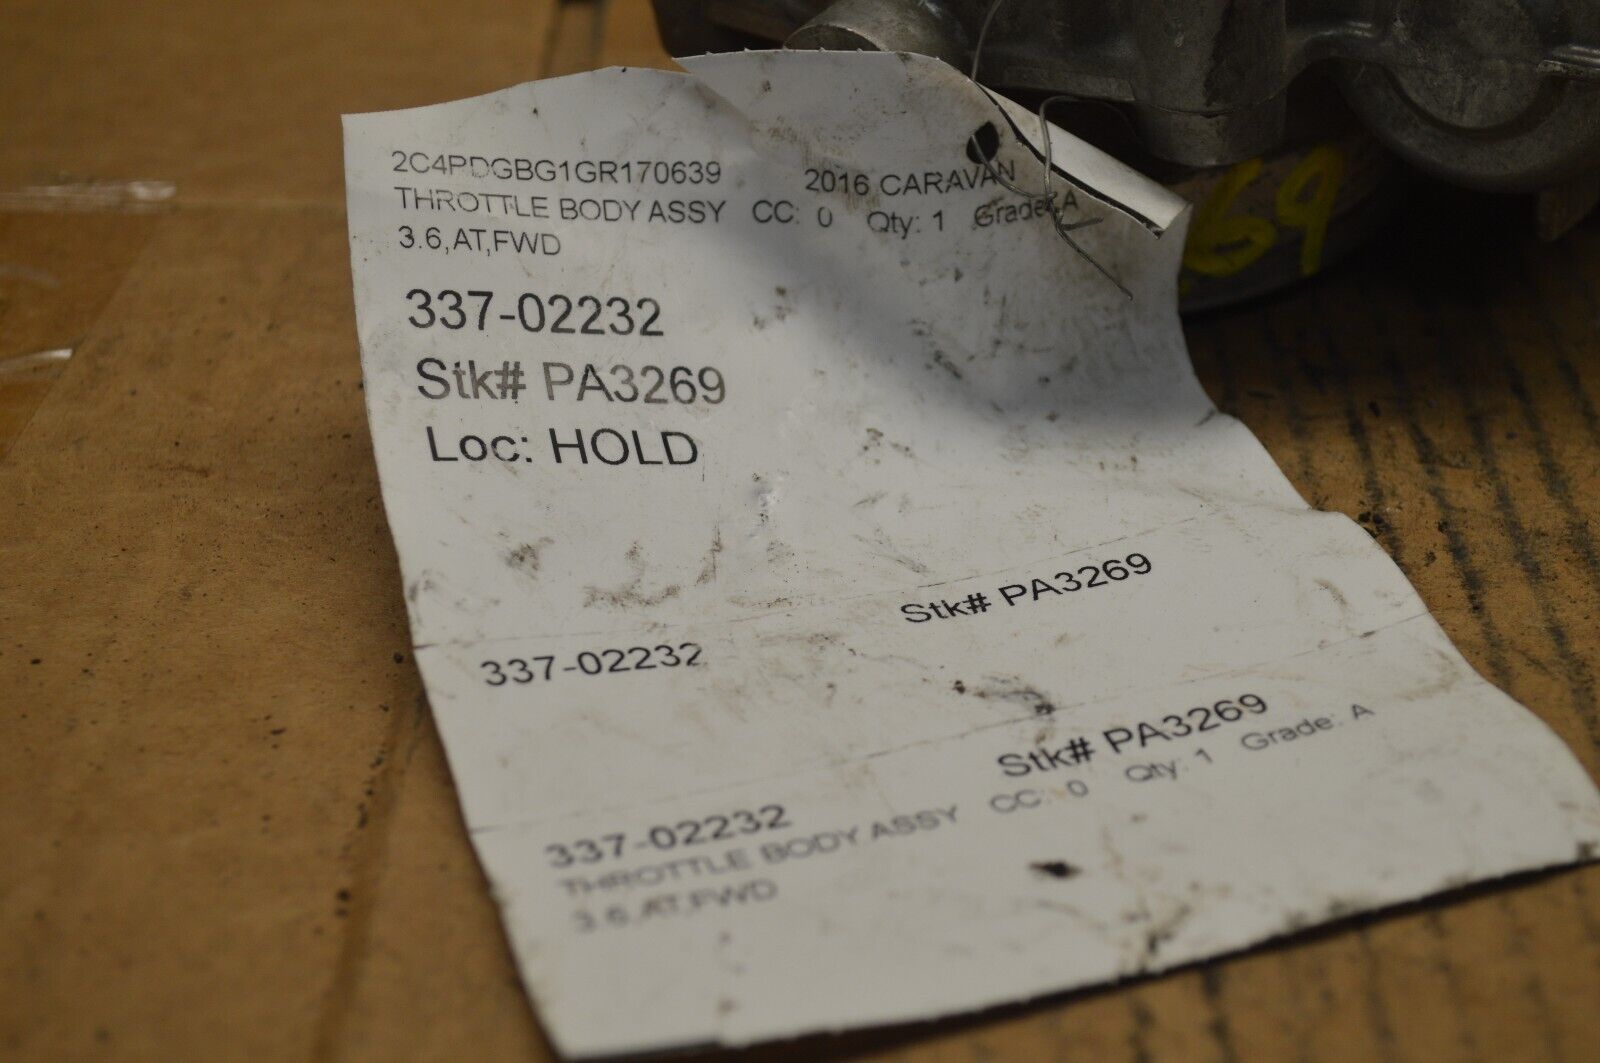 2C4PDGBG1GR170639 2016 CARAVAN
THROTTLE BODY ASSY CC: 0 Qty: 1 Grade: A
3.6,AT,FWD
337-02232
Stk# PA3269
Loc: HOLD
69
337-02232 Stk# PA3269
337-02232 Stk# PA3269
THROTTLE BODY ASSY CC: 0 Qty: 1 Grade: A
3.6,AT,FWD